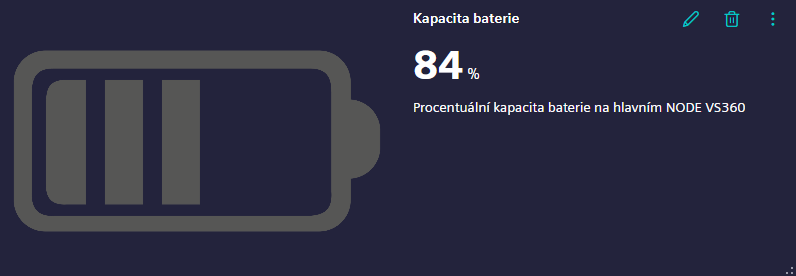 Kapacita baterie
84 %
Procentuální kapacita baterie na hlavním NODE VS360